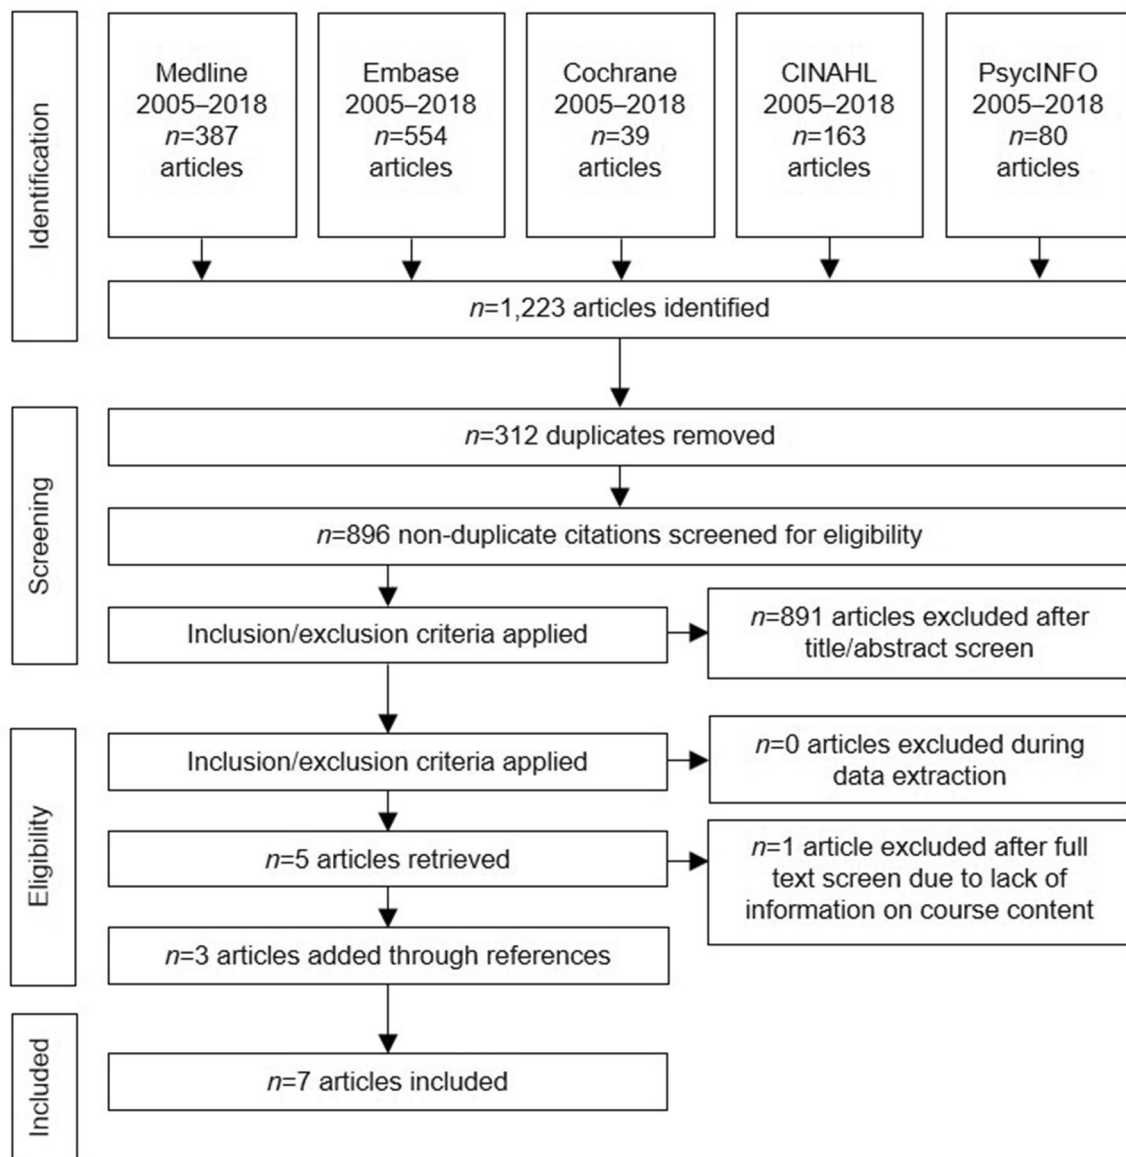 Identification
Medline
2005–2018
n=387
articles
Embase
2005–2018
n=554
articles
Cochrane
2005–2018
n=39
articles
CINAHL
2005–2018
n=163
articles
PsycINFO
2005–2018
n=80
articles
n=1,223 articles identified
Screening
n=312 duplicates removed
n=896 non-duplicate citations screened for eligibility
Inclusion/exclusion criteria applied
n=891 articles excluded after
title/abstract screen
Eligibility
Inclusion/exclusion criteria applied
n=0 articles excluded during
data extraction
n=5 articles retrieved
n=1 article excluded after full
text screen due to lack of
information on course content
n=3 articles added through references
Included
n=7 articles included